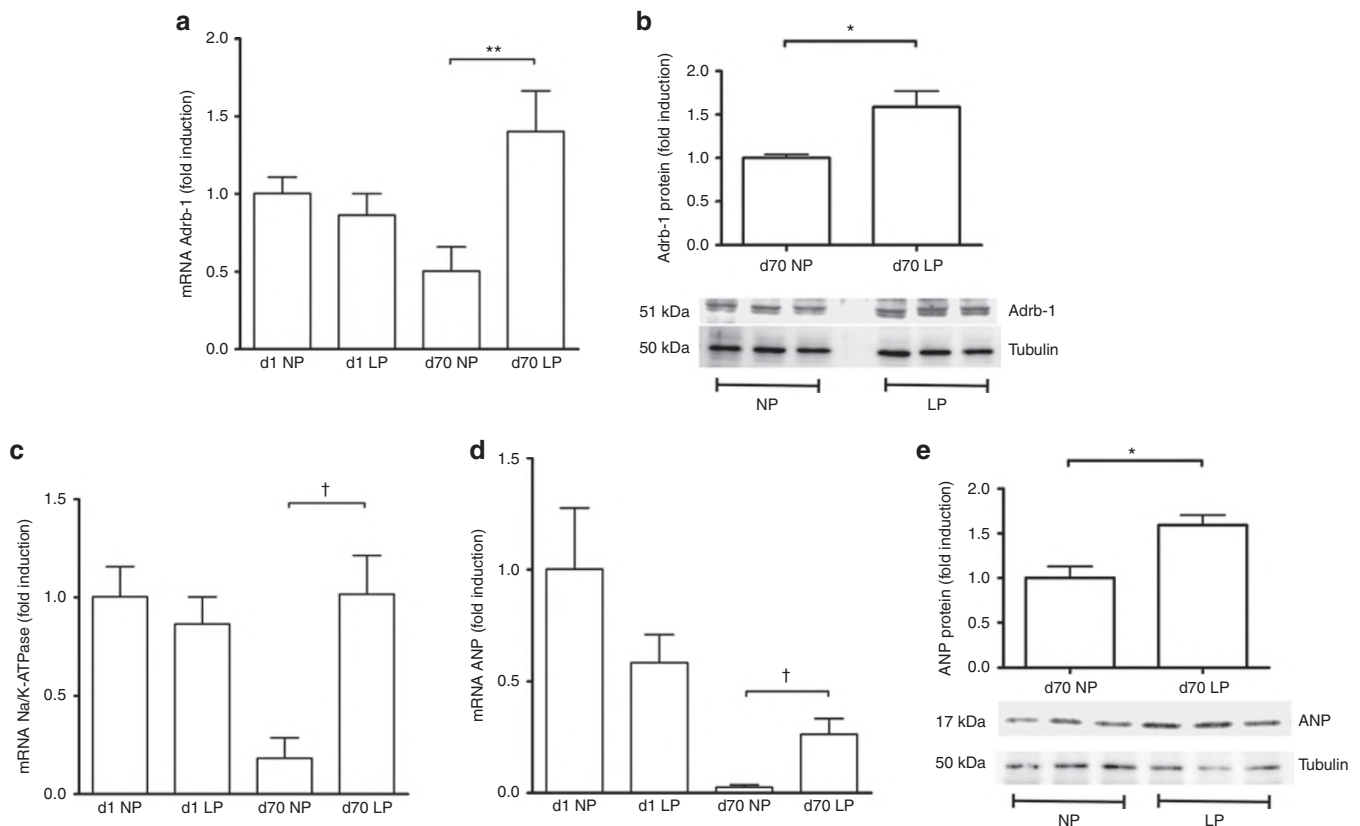 a
mRNA Adrb-1 (fold induction)
2.0
1.5
1.0
0.5
0.0
**
d1 NP d1 LP d70 NP d70 LP
b
Adrb-1 protein (fold induction)
2.0
1.5
1.0
0.5
0.0
*
d70 NP d70 LP
51 kDa Adrb-1
50 kDa Tubulin
NP LP
c
mRNA Na/K-ATPase (fold induction)
1.5
1.0
0.5
0.0
†
d1 NP d1 LP d70 NP d70 LP
d
mRNA ANP (fold induction)
1.5
1.0
0.5
0.0
†
d1 NP d1 LP d70 NP d70 LP
e
ANP protein (fold induction)
2.0
1.5
1.0
0.5
0.0
*
d70 NP d70 LP
17 kDa ANP
50 kDa Tubulin
NP LP